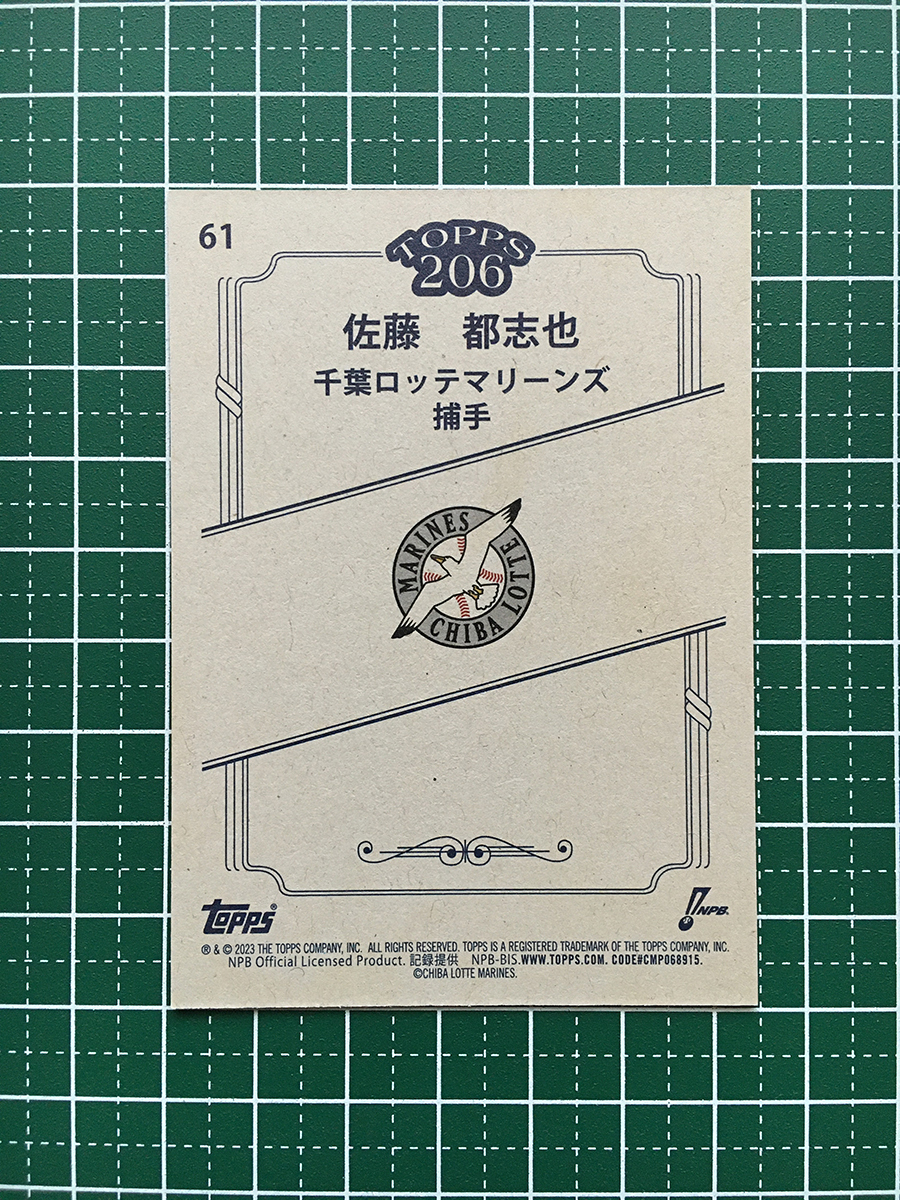 61
TOPPS
206
佐藤 都志也
千葉ロッテマリーンズ
捕手
MARINES
CHIBA LOTTE
topps®
NPB.
® & © 2023 THE TOPPS COMPANY, INC. ALL RIGHTS RESERVED. TOPPS IS A REGISTERED TRADEMARK OF THE TOPPS COMPANY, INC.
NPB Official Licensed Product. 記録提供 NPB-BIS.WWW.TOPPS.COM. CODE#CMP068915.
©CHIBA LOTTE MARINES.